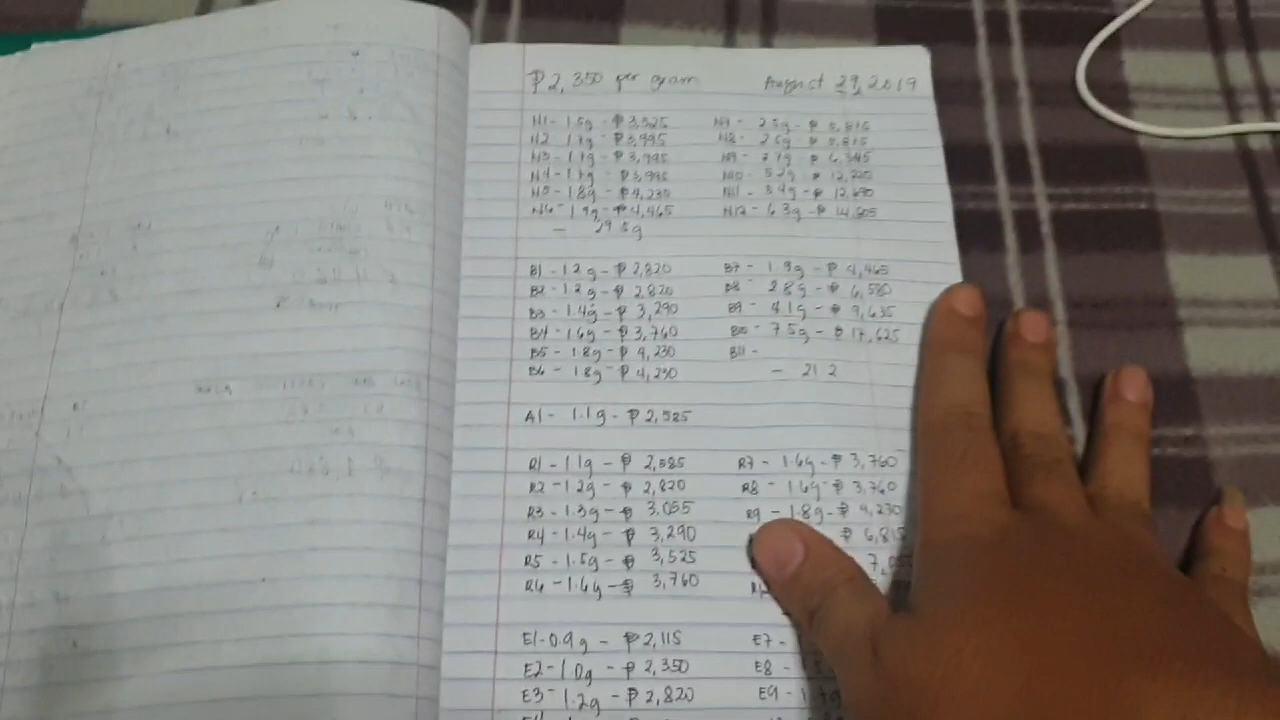 ₱2,350 per gram August 29, 2019
N1- 1.5g - ₱3,525 N7- 2.5g - ₱5,875
N2 1.7g - ₱3,995 N8- 2.5g - ₱5,875
N3- 1.7g - ₱3,995 N9- 2.7g - ₱6,345
N4- 1.7g - ₱3,995 N10- 5.2g - ₱12,220
N5- 1.8g - ₱4,230 N11- 5.4g - ₱12,690
N6- 1.9g - ₱4,465 N12- 6.3g - ₱14,805
-
B1- 1.2g - ₱2,820 B7- 1.9g - ₱4,465
B2- 1.2g - ₱2,820 B8- 2.8g - ₱6,580
B3- 1.4g - ₱3,290 B9- 4.1g - ₱9,635
B4- 1.6g - ₱3,760 B10- 7.5g - ₱17,625
B5- 1.8g - ₱4,230 B11-
B6- 1.8g - ₱4,230 - 21.2
A1- 1.1g - ₱2,585
R1- 1.1g - ₱2,585 R7- 1.6g - ₱3,760
R2- 1.2g - ₱2,820 R8- 1.6g - ₱3,760
R3- 1.3g - ₱3,055 R9- 1.8g - ₱4,230
R4- 1.4g - ₱3,290 ₱6,815
R5- 1.5g - ₱3,525
R6- 1.6g - ₱3,760
E1- 0.9g - ₱2,115 E7-
E2- 1.0g - ₱2,350 E8-
E3- 1.2g - ₱2,820 E9-